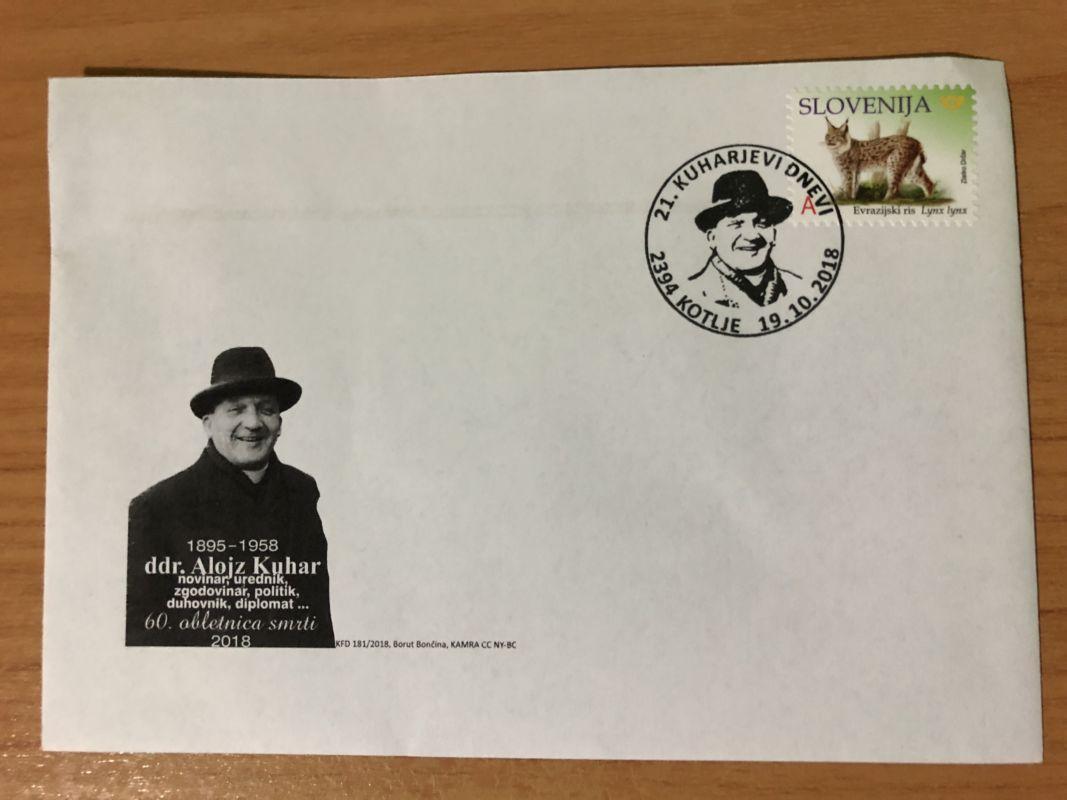 SLOVENIJA
Zlatko Drčar
A
Evrazijski ris Lynx lynx
21. KUHARJEVI DNEVI
2394 KOTLJE 19.10.2018
1895-1958
ddr. Alojz Kuhar
novinar, urednik,
zgodovinar, politik,
duhovnik, diplomat ...
60. obletnica smrti
2018
KFD 181/2018, Borut Bončina, KAMRA CC NY-BC